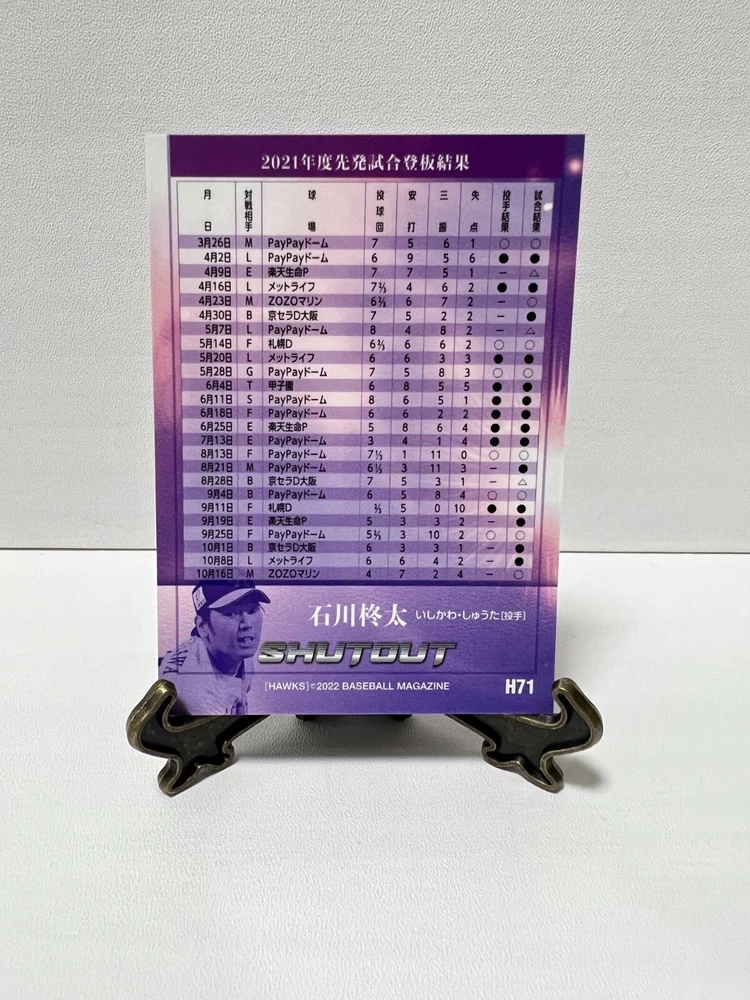 2021年度先発試合登板結果
月日 対戦相手 球場 投球回 安打 三振 失点 投手結果 試合結果
3月26日 M PayPayドーム 7 5 6 1 ○ ○
4月2日 L PayPayドーム 6 9 5 6 ● ●
4月9日 E 楽天生命P 7 7 5 1 － △
4月16日 L メットライフ 7⅔ 4 6 2 ● ●
4月23日 M ZOZOマリン 6⅔ 6 6 2 － ○
4月30日 B 京セラD大阪 7 5 2 2 － ●
5月7日 L PayPayドーム 8 4 8 2 － △
5月14日 F 札幌D 6⅓ 6 6 2 ○ ○
5月20日 L メットライフ 6 6 3 3 ● ●
5月28日 G PayPayドーム 7 5 8 3 ○ ○
6月4日 T 甲子園 6 8 5 5 ● ●
6月11日 S PayPayドーム 8 6 5 1 ● ●
6月18日 F PayPayドーム 6 6 2 2 ● ●
6月25日 E 楽天生命P 5 8 6 4 ● ●
7月13日 E PayPayドーム 3 4 1 4 ● ●
8月13日 F PayPayドーム 7⅓ 1 11 0 ○ ○
8月21日 M PayPayドーム 6⅓ 3 11 3 － ●
8月28日 B 京セラD大阪 7 5 3 1 － △
9月4日 B PayPayドーム 6 5 8 4 ○ ○
9月11日 F 札幌D ⅔ 5 0 10 ● ●
9月19日 E 楽天生命P 5 3 3 2 － ●
9月25日 F PayPayドーム 5⅔ 3 10 2 ○ ○
10月1日 B 京セラD大阪 6 3 3 1 － ●
10月8日 L メットライフ 6 6 4 2 － ●
10月16日 M ZOZOマリン 4 7 2 4 － ○
石川柊太 いしかわ・しゅうた[投手]
SHUTOUT
[HAWKS]©2022 BASEBALL MAGAZINE H71